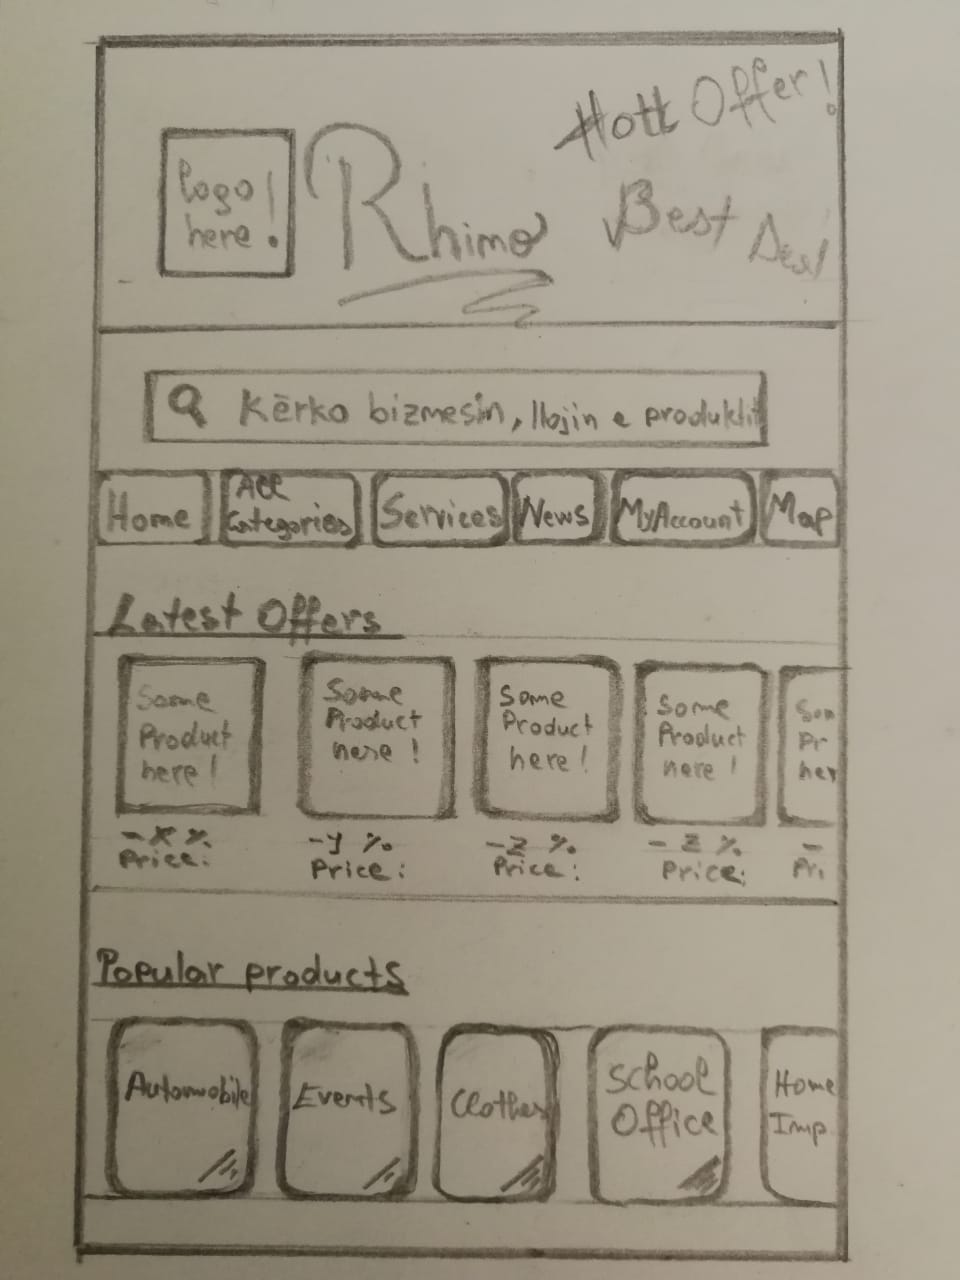 Hott Offer!
Logo
here!
Rhimo
Best Deal
Kërko bizmesin, llojin e produktit
Home
All
Categories
Services
News
MyAccount
Map
Latest Offers
Some
Product
here!
Some
Product
here!
Some
Product
here!
Some
Product
here!
Som
Pr
her
-X %
Price:
-y %
Price:
-z %
Price:
- z %
Price:
-
Pri
Popular products
Automobile
Events
Clothes
School
Office
Home
Imp